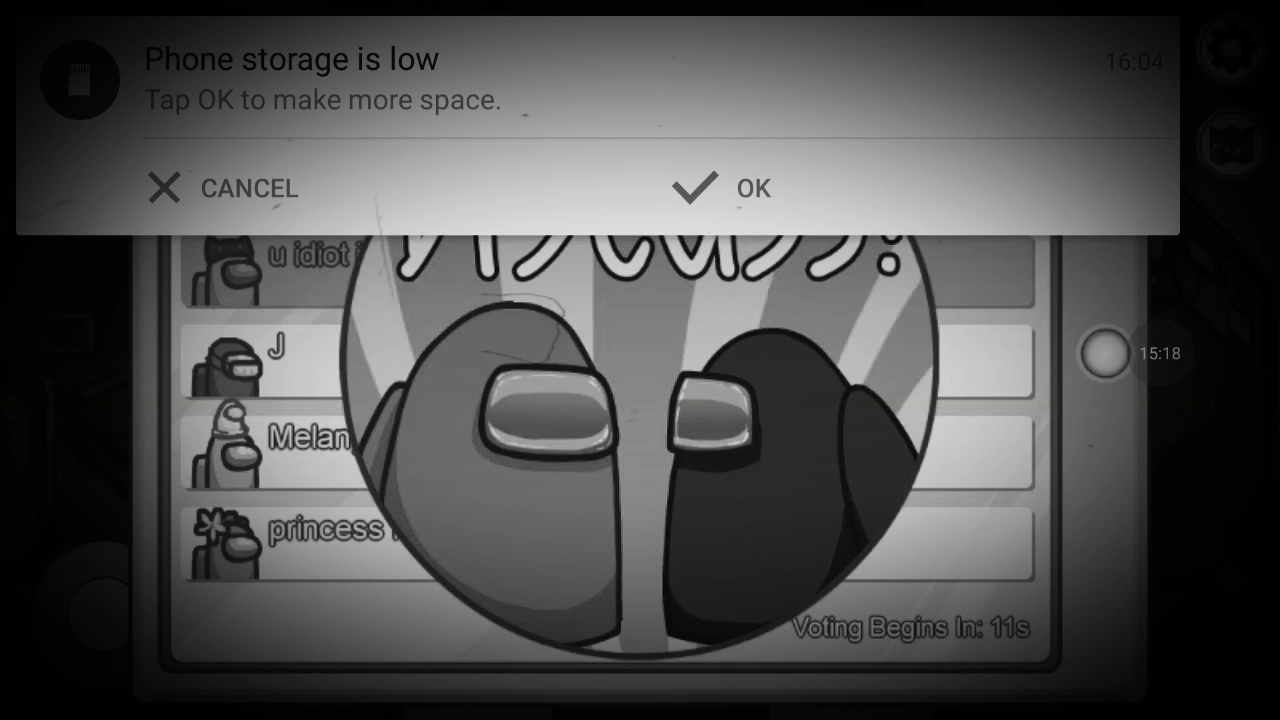 Phone storage is low
16:04
Tap OK to make more space.
CANCEL
OK
u idiot
J
15:18
Melan
princess
Voting Begins In: 11s